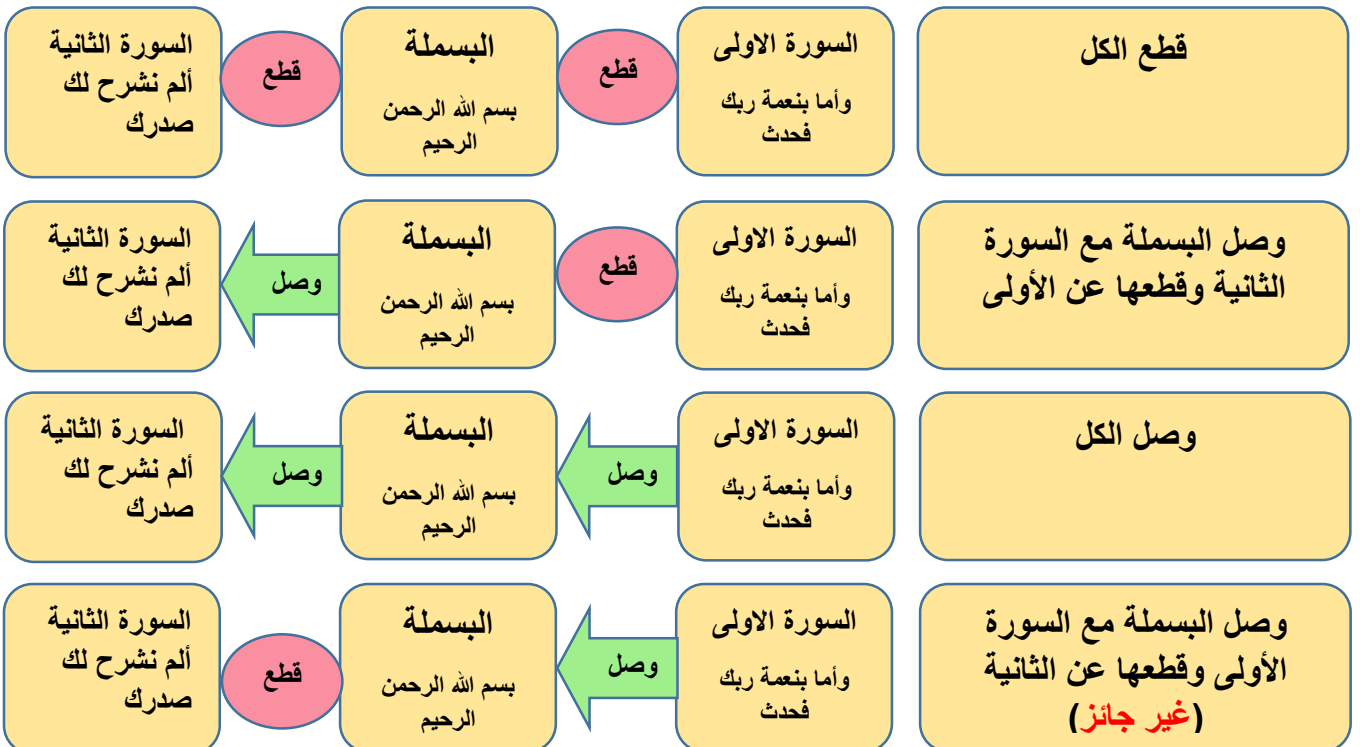 قطع الكل
السورة الاولى
وأما بنعمة ربك
فحدث
قطع
البسملة
بسم الله الرحمن
الرحيم
قطع
السورة الثانية
ألم نشرح لك
صدرك
وصل البسملة مع السورة
الثانية وقطعها عن الأولى
السورة الاولى
وأما بنعمة ربك
فحدث
قطع
البسملة
بسم الله الرحمن
الرحيم
وصل
السورة الثانية
ألم نشرح لك
صدرك
وصل الكل
السورة الاولى
وأما بنعمة ربك
فحدث
وصل
البسملة
بسم الله الرحمن
الرحيم
وصل
السورة الثانية
ألم نشرح لك
صدرك
وصل البسملة مع السورة
الأولى وقطعها عن الثانية
(غير جائز)
السورة الاولى
وأما بنعمة ربك
فحدث
وصل
البسملة
بسم الله الرحمن
الرحيم
قطع
السورة الثانية
ألم نشرح لك
صدرك